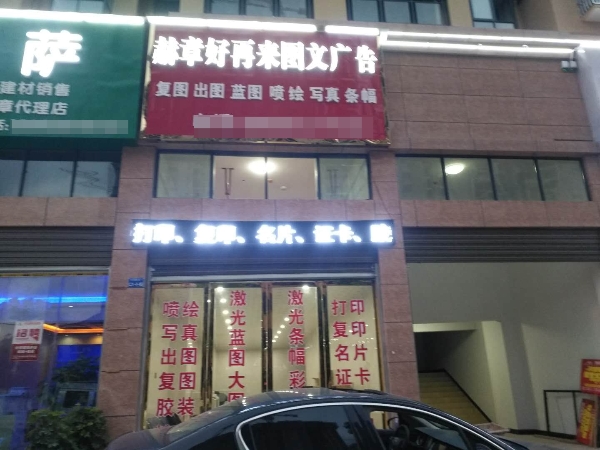 萨
建材销售
章代理店
赫章好再来图文广告
复图 出图 蓝图 喷绘 写真 条幅
打印、复印、名片、证卡、
喷绘
写真
出图
复图
胶装
激光蓝图大图
激光条幅彩
打印
复印
名片
证卡
招聘